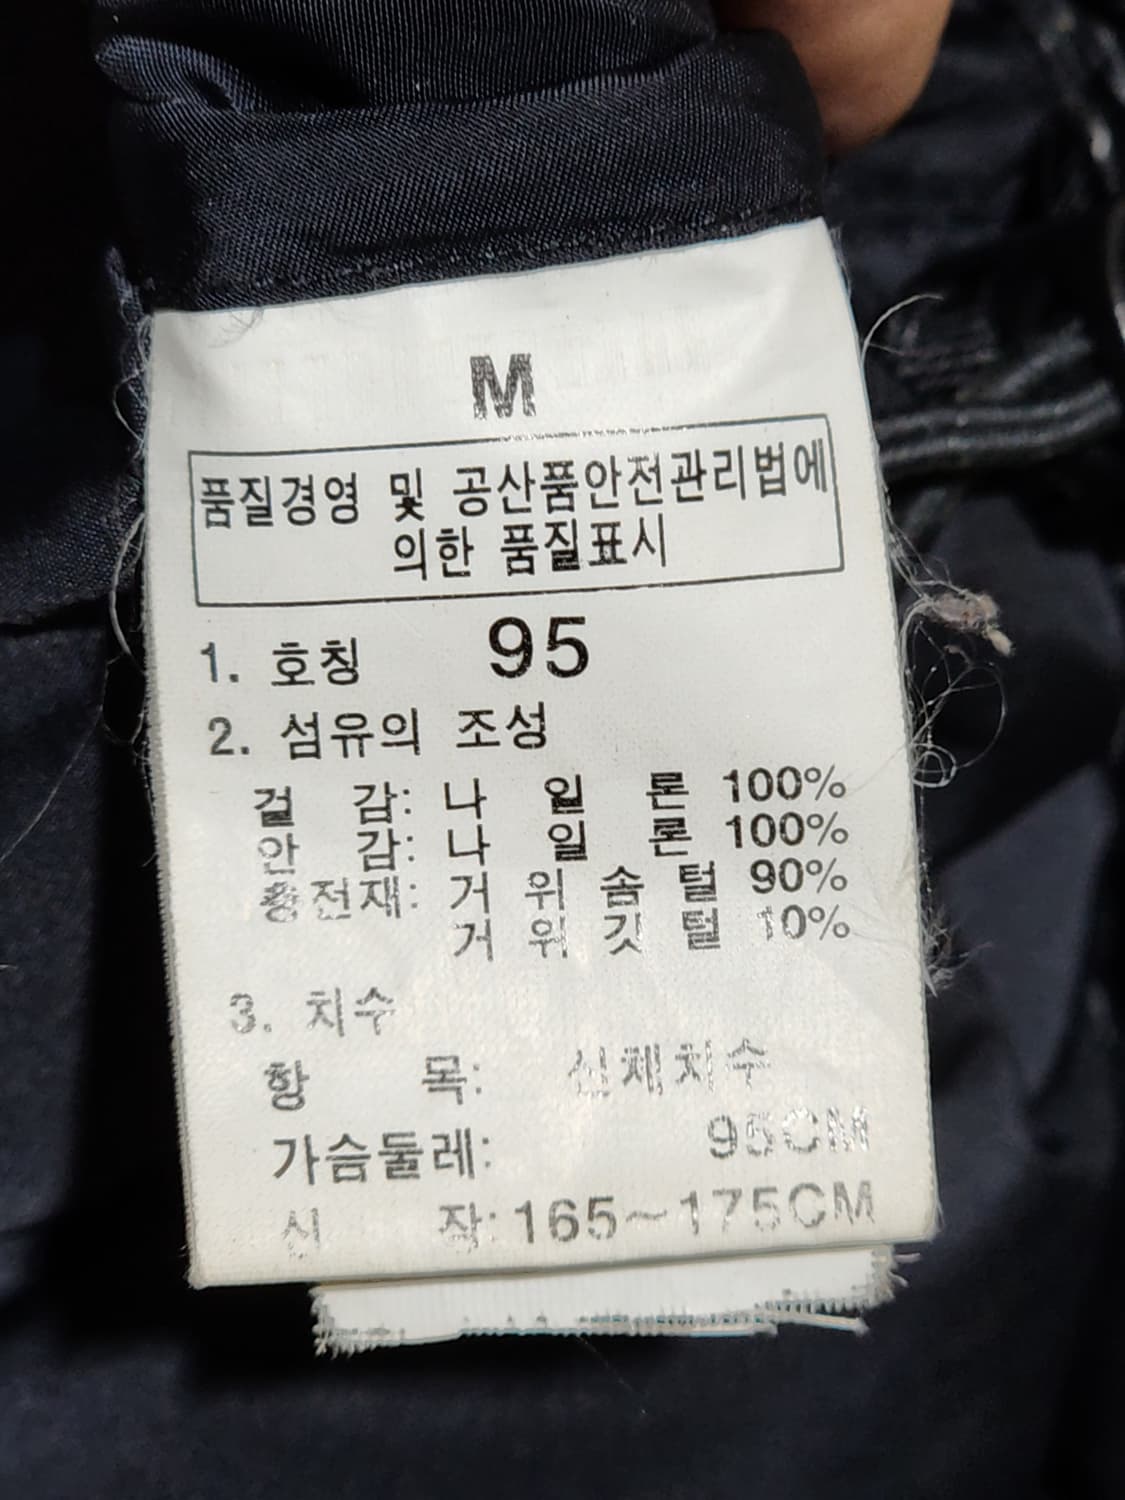 M
품질경영 및 공산품안전관리법에
의한 품질표시
1. 호칭 95
2. 섬유의 조성
겉 감: 나 일 론 100%
안 감: 나 일 론 100%
충전재: 거 위 솜 털 90%
거 위 깃 털 10%
3. 치수
항 목: 신체치수
가슴둘레: 95CM
신 장: 165~175CM